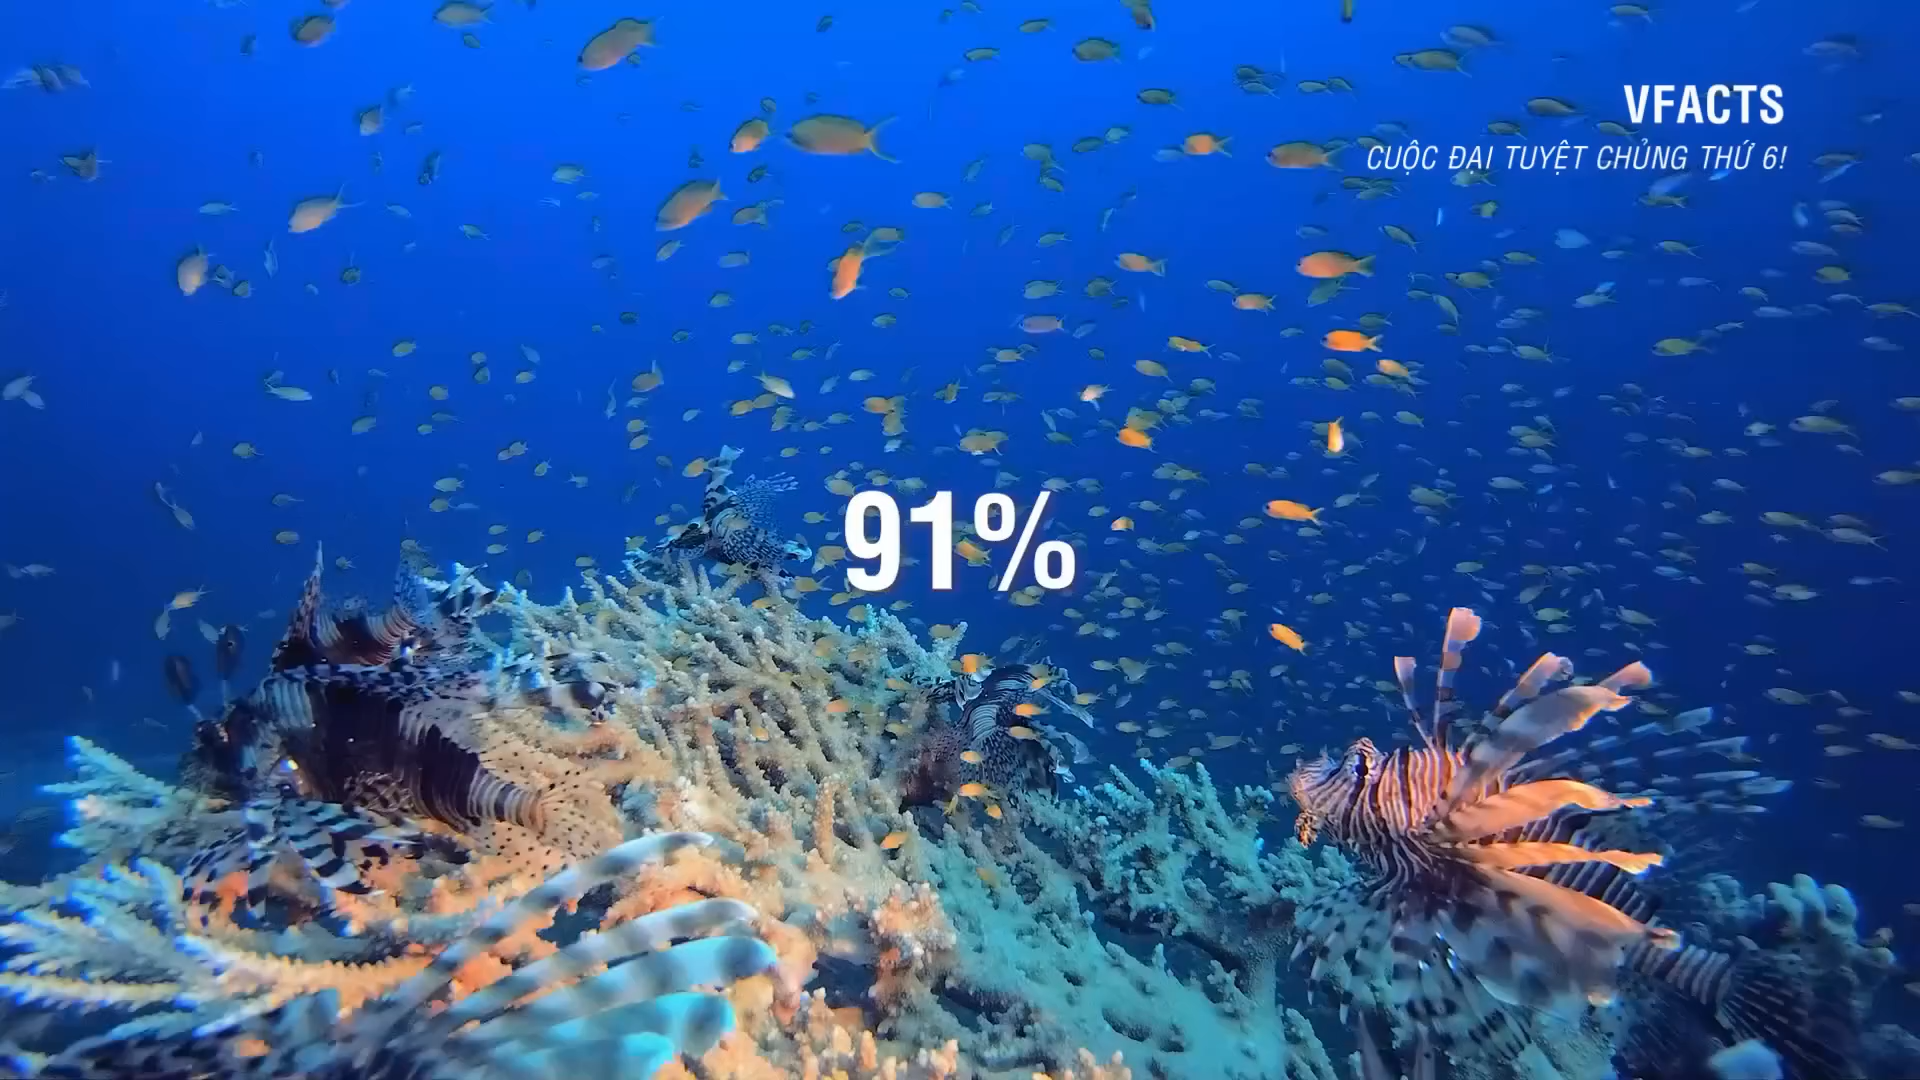 VFACTS
CUỘC ĐẠI TUYỆT CHỦNG THỨ 6!
91%